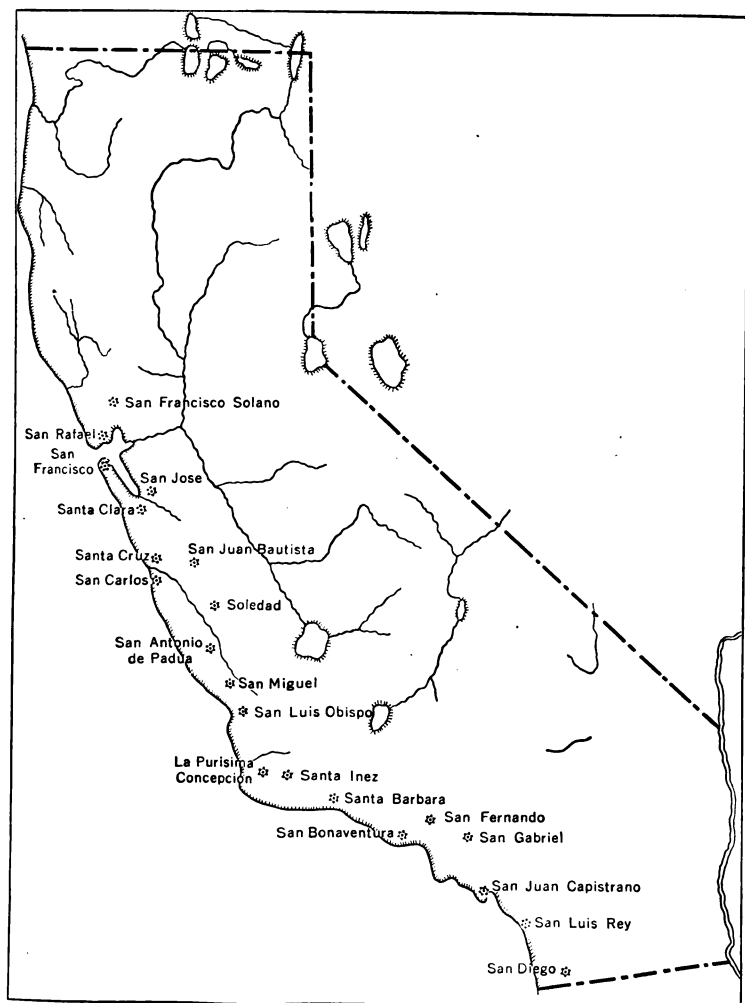 San Francisco Solano
San Rafael
San
Francisco
San Jose
Santa Clara
Santa Cruz
San Juan Bautista
San Carlos
Soledad
San Antonio
de Padua
San Miguel
San Luis Obispo
La Purisima
Concepcion
Santa Inez
Santa Barbara
San Fernando
San Bonaventura
San Gabriel
San Juan Capistrano
San Luis Rey
San Diego